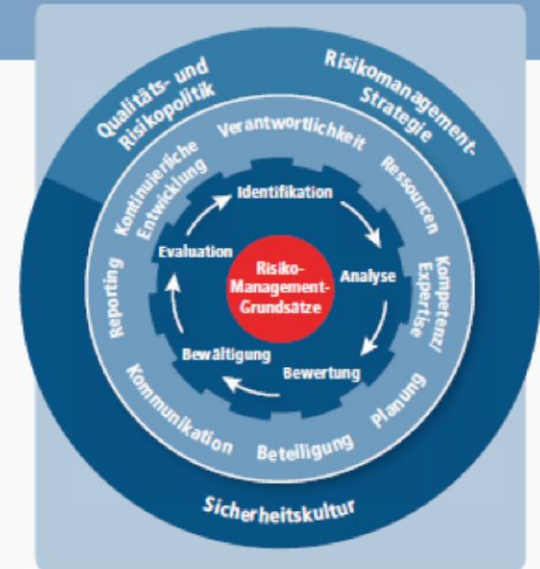 Qualitäts- und
Risikopolitik
Risikomanagement-
Strategie
Verantwortlichkeit
Ressourcen
Kompetenz/
Expertise
Planung
Beteiligung
Kommunikation
Reporting
Kontinuierliche
Entwicklung
Identifikation
Analyse
Bewertung
Bewältigung
Evaluation
Risiko-
Management-
Grundsätze
Sicherheitskultur